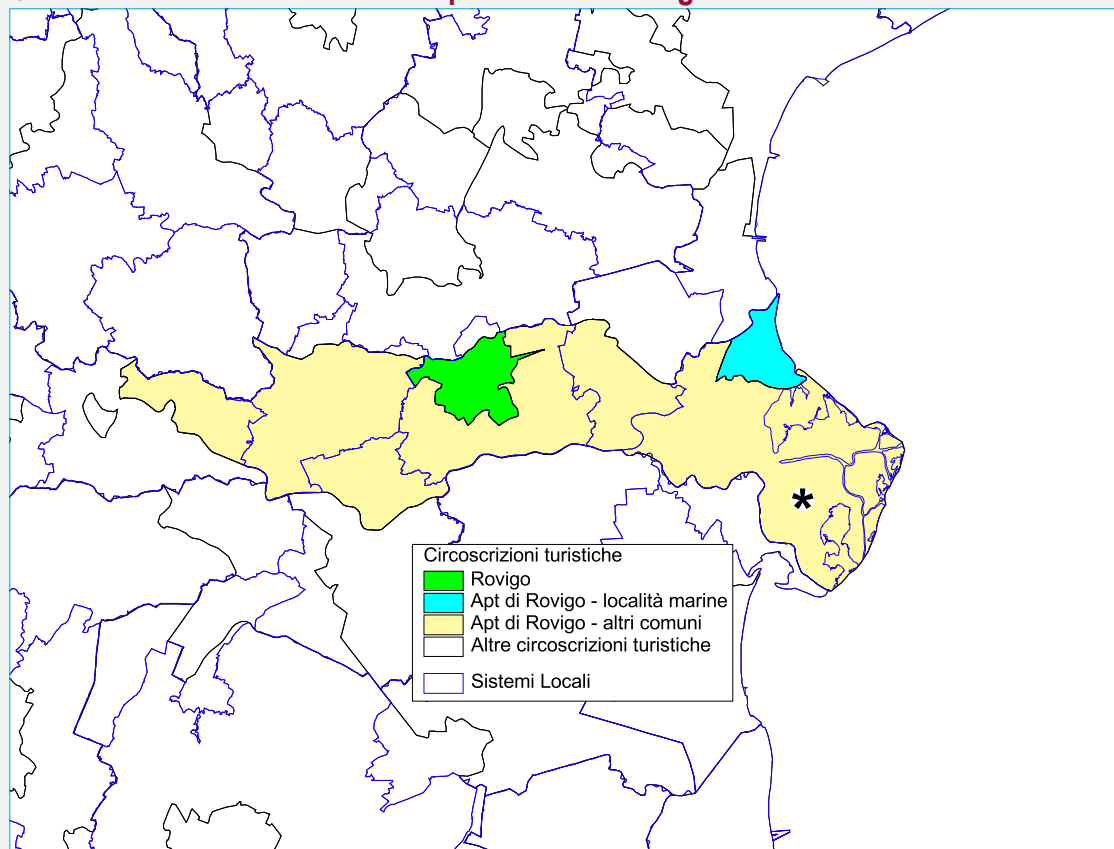 *
Circoscrizioni turistiche
Rovigo
Apt di Rovigo - località marine
Apt di Rovigo - altri comuni
Altre circoscrizioni turistiche
Sistemi Locali